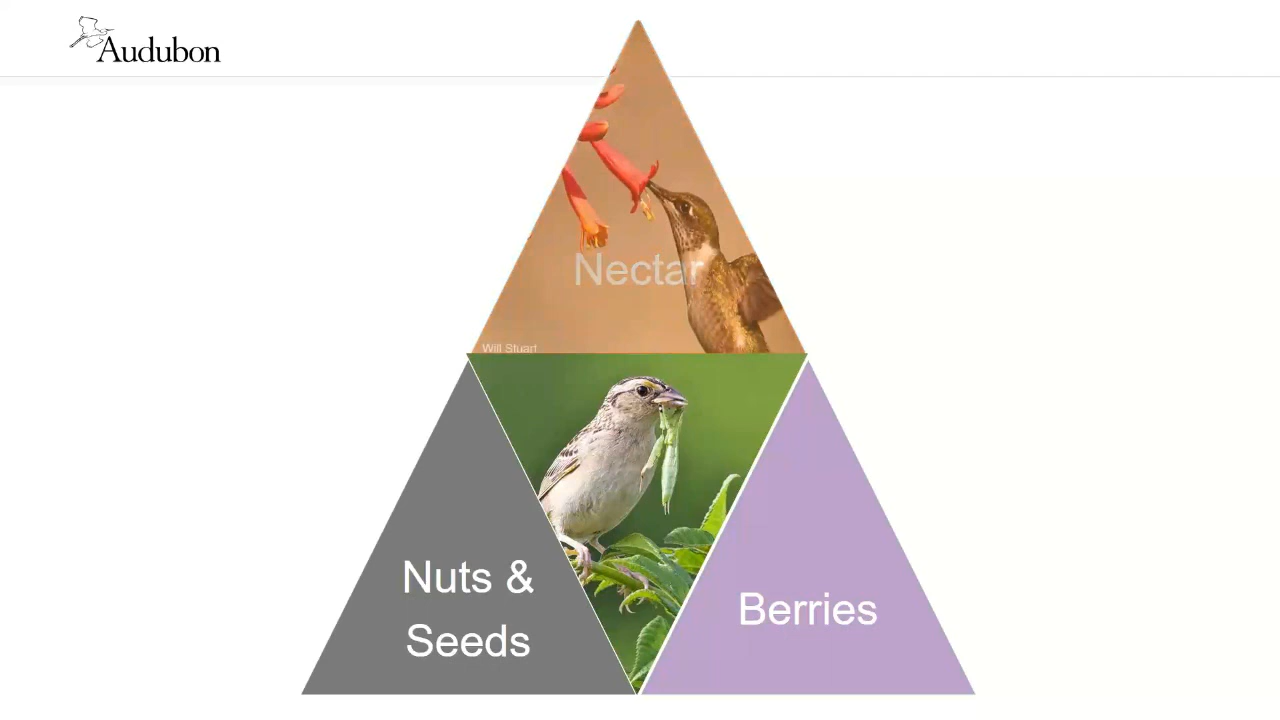 Audubon
Nectar
Will Stuart
Nuts &
Seeds
Berries